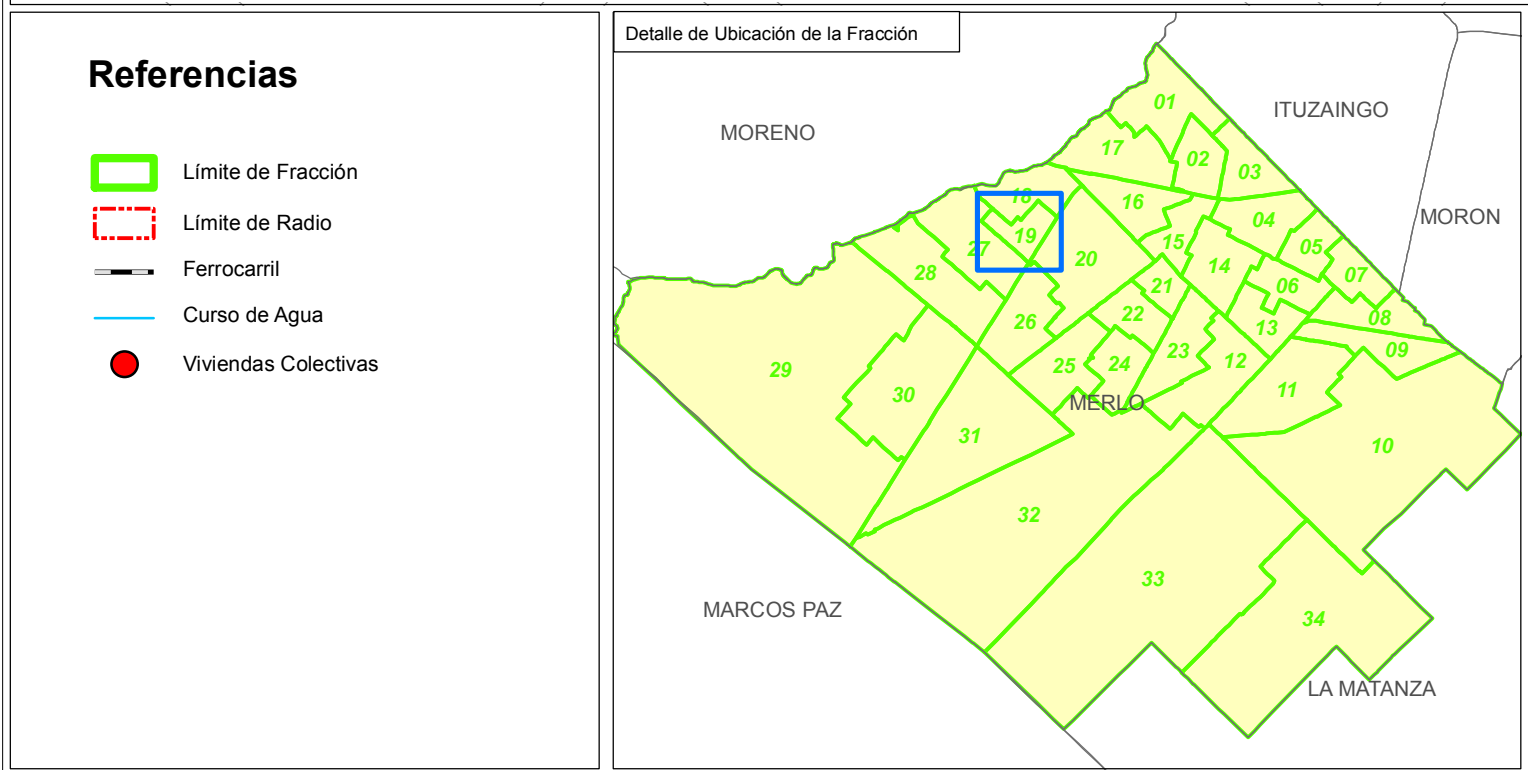 Referencias
Límite de Fracción
Límite de Radio
Ferrocarril
Curso de Agua
Viviendas Colectivas
Detalle de Ubicación de la Fracción
01
ITUZAINGO
MORENO
17
02
03
18
16
MORON
04
19
15
05
27
20
14
07
28
21
06
26
22
13
08
23
09
25
24
12
29
30
11
MERLO
31
10
32
33
MARCOS PAZ
34
LA MATANZA